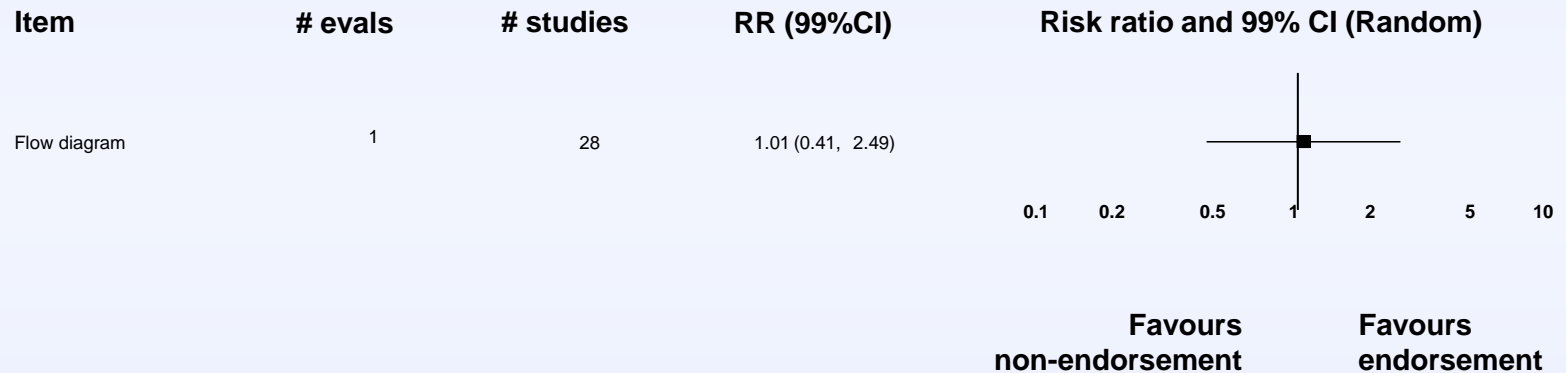 Item # evals # studies RR (99%CI) Risk ratio and 99% CI (Random)
Flow diagram 1 28 1.01 (0.41, 2.49)
0.1 0.2 0.5 1 2 5 10
Favours non-endorsement
Favours endorsement